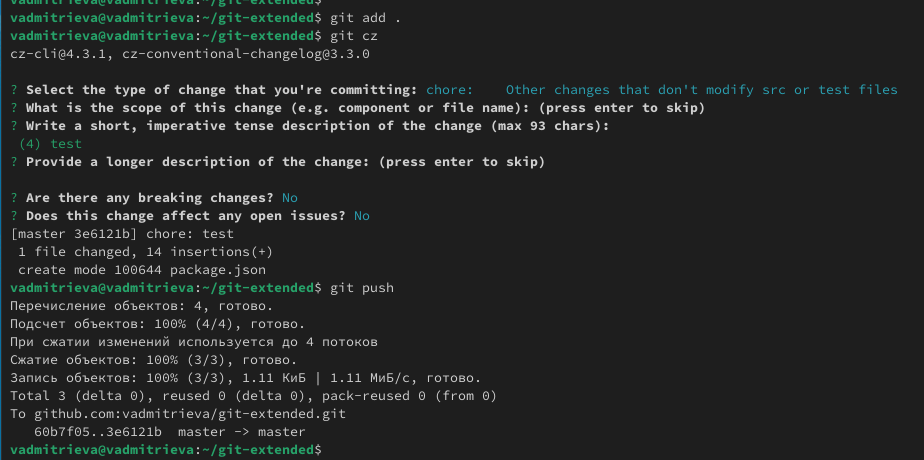 vadmitrieva@vadmitrieva:~/git-extended$ git add .
vadmitrieva@vadmitrieva:~/git-extended$ git cz
cz-cli@4.3.1, cz-conventional-changelog@3.3.0
? Select the type of change that you're committing: chore:    Other changes that don't modify src or test files
? What is the scope of this change (e.g. component or file name): (press enter to skip)
? Write a short, imperative tense description of the change (max 93 chars):
(4) test
? Provide a longer description of the change: (press enter to skip)
? Are there any breaking changes? No
? Does this change affect any open issues? No
[master 3e6121b] chore: test
1 file changed, 14 insertions(+)
create mode 100644 package.json
vadmitrieva@vadmitrieva:~/git-extended$ git push
Перечисление объектов: 4, готово.
Подсчет объектов: 100% (4/4), готово.
При сжатии изменений используется до 4 потоков
Сжатие объектов: 100% (3/3), готово.
Запись объектов: 100% (3/3), 1.11 КиБ | 1.11 МиБ/с, готово.
Total 3 (delta 0), reused 0 (delta 0), pack-reused 0 (from 0)
To github.com:vadmitrieva/git-extended.git
60b7f05..3e6121b  master -> master
vadmitrieva@vadmitrieva:~/git-extended$